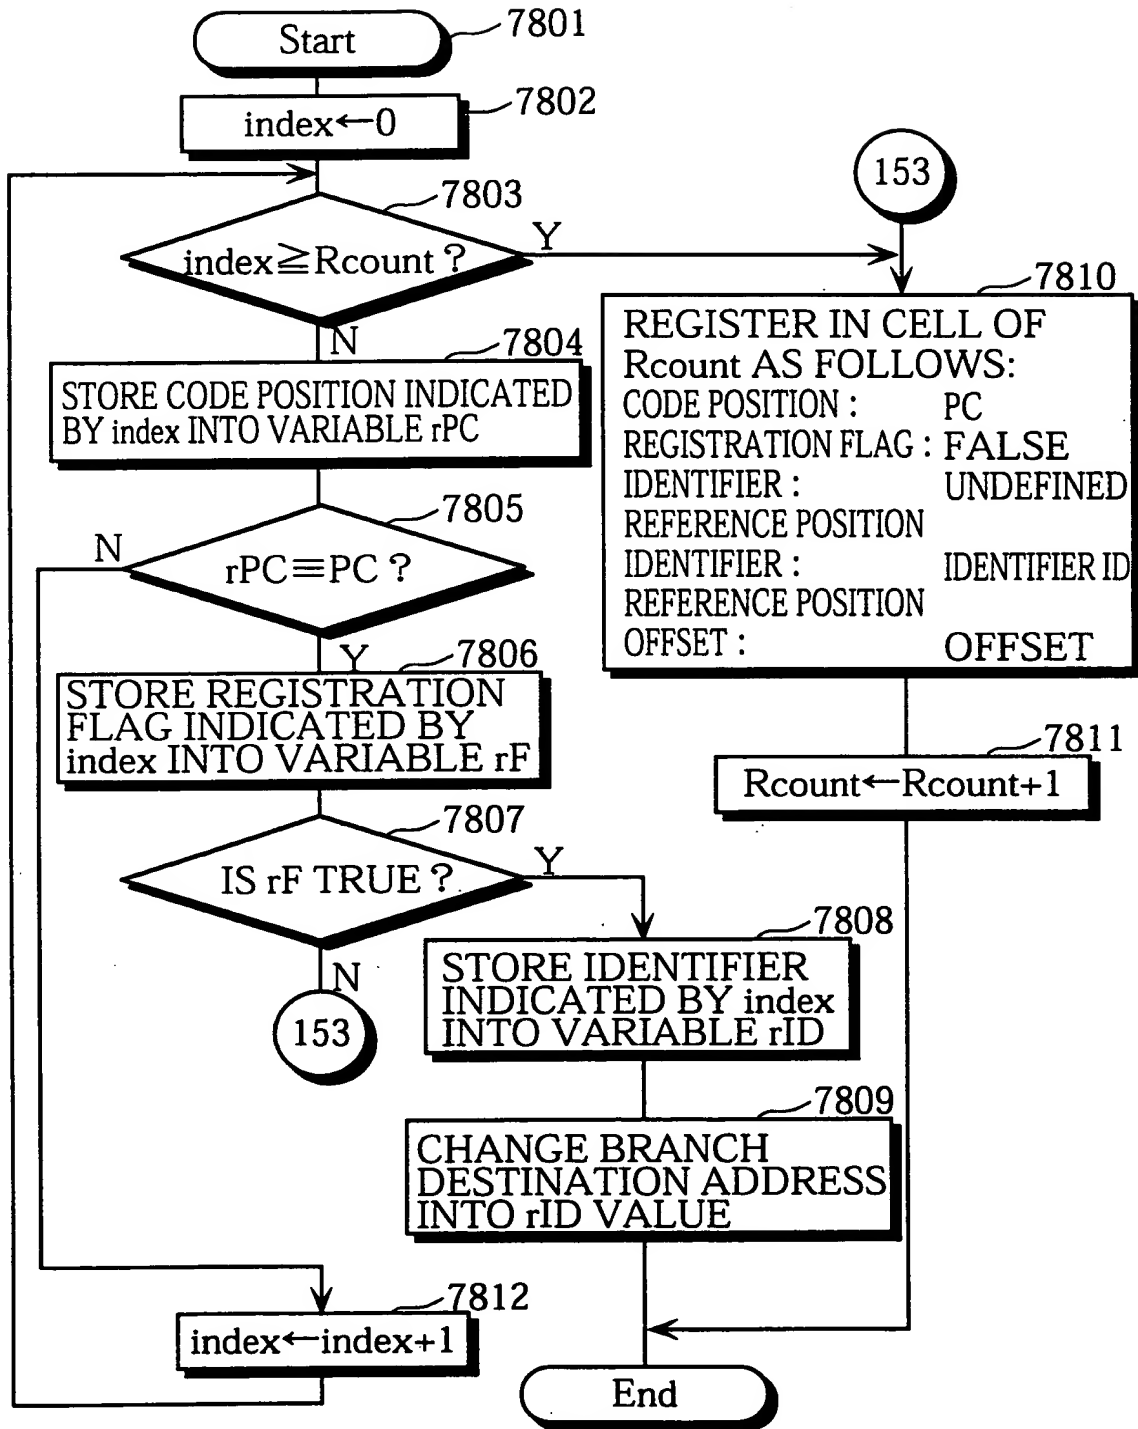 Start
7801
index←0
7802
153
7803
index≧Rcount ?
Y
N
7804
STORE CODE POSITION INDICATED
BY index INTO VARIABLE rPC
7805
rPC≡PC ?
N
Y
7806
STORE REGISTRATION
FLAG INDICATED BY
index INTO VARIABLE rF
7807
IS rF TRUE ?
Y
N
153
7808
STORE IDENTIFIER
INDICATED BY index
INTO VARIABLE rID
7809
CHANGE BRANCH
DESTINATION ADDRESS
INTO rID VALUE
7810
REGISTER IN CELL OF
Rcount AS FOLLOWS:
CODE POSITION : PC
REGISTRATION FLAG : FALSE
IDENTIFIER : UNDEFINED
REFERENCE POSITION
IDENTIFIER : IDENTIFIER ID
REFERENCE POSITION
OFFSET : OFFSET
7811
Rcount←Rcount+1
7812
index←index+1
End